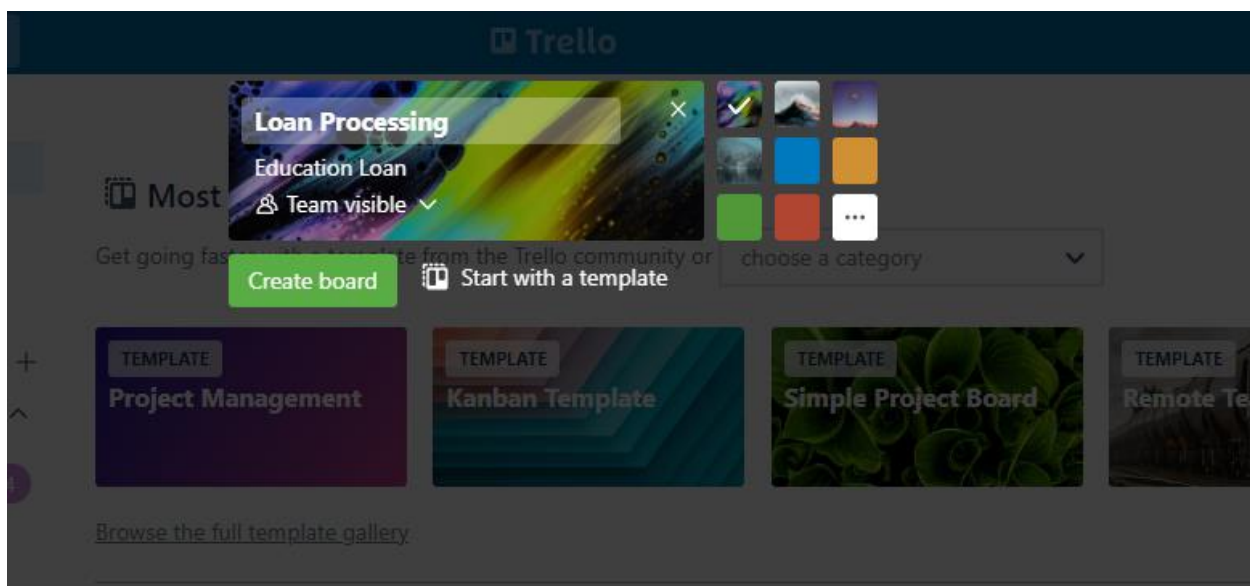 Trello
Loan Processing
Education Loan
Team visible
Most
Get going faster with a template from the Trello community or
choose a category
Create board
Start with a template
TEMPLATE
Project Management
TEMPLATE
Kanban Template
TEMPLATE
Simple Project Board
TEMPLATE
Remote Te
Browse the full template gallery